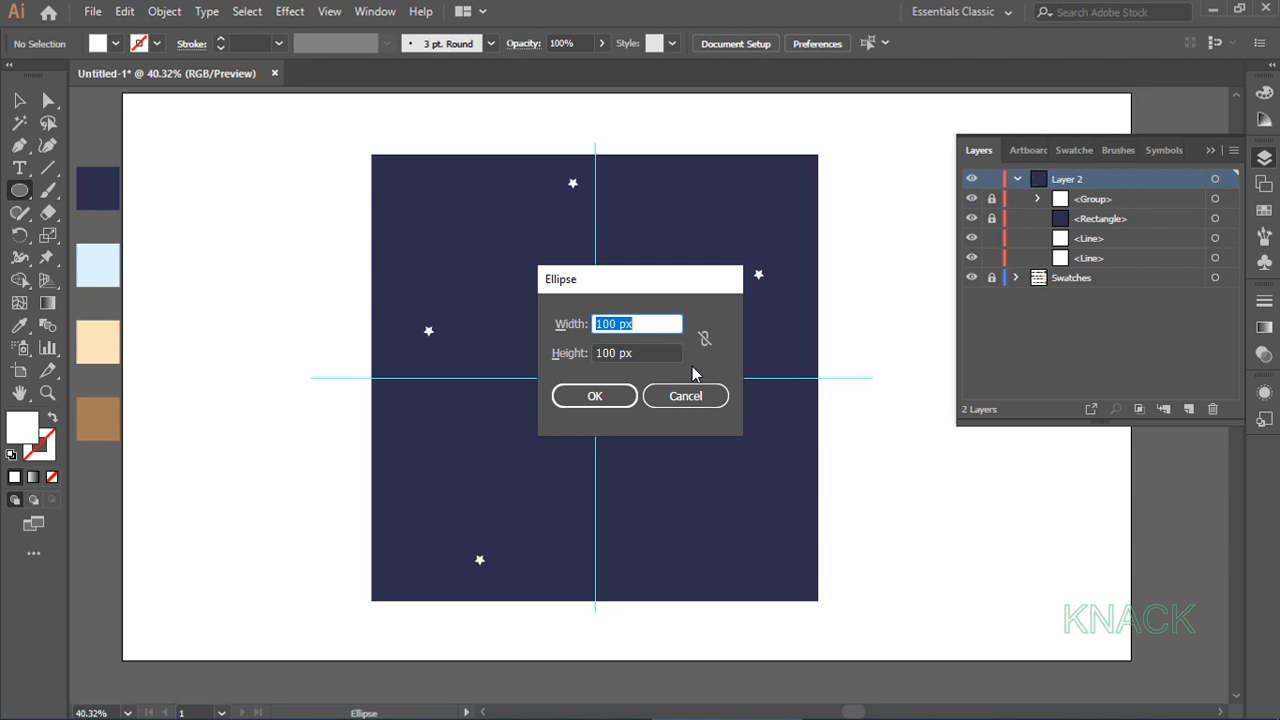 Ai File Edit Object Type Select Effect View Window Help Essentials Classic Search Adobe Stock
No Selection Stroke: 3 pt. Round Opacity: 100% Style: Document Setup Preferences
Untitled-1* @ 40.32% (RGB/Preview)
Layers Artboard Swatche Brushes Symbols
Layer 2
<Group>
<Rectangle>
<Line>
<Line>
Swatches
2 Layers
Ellipse
Width: 100 px
Height: 100 px
OK Cancel
KNACK
40.32% 1 Ellipse